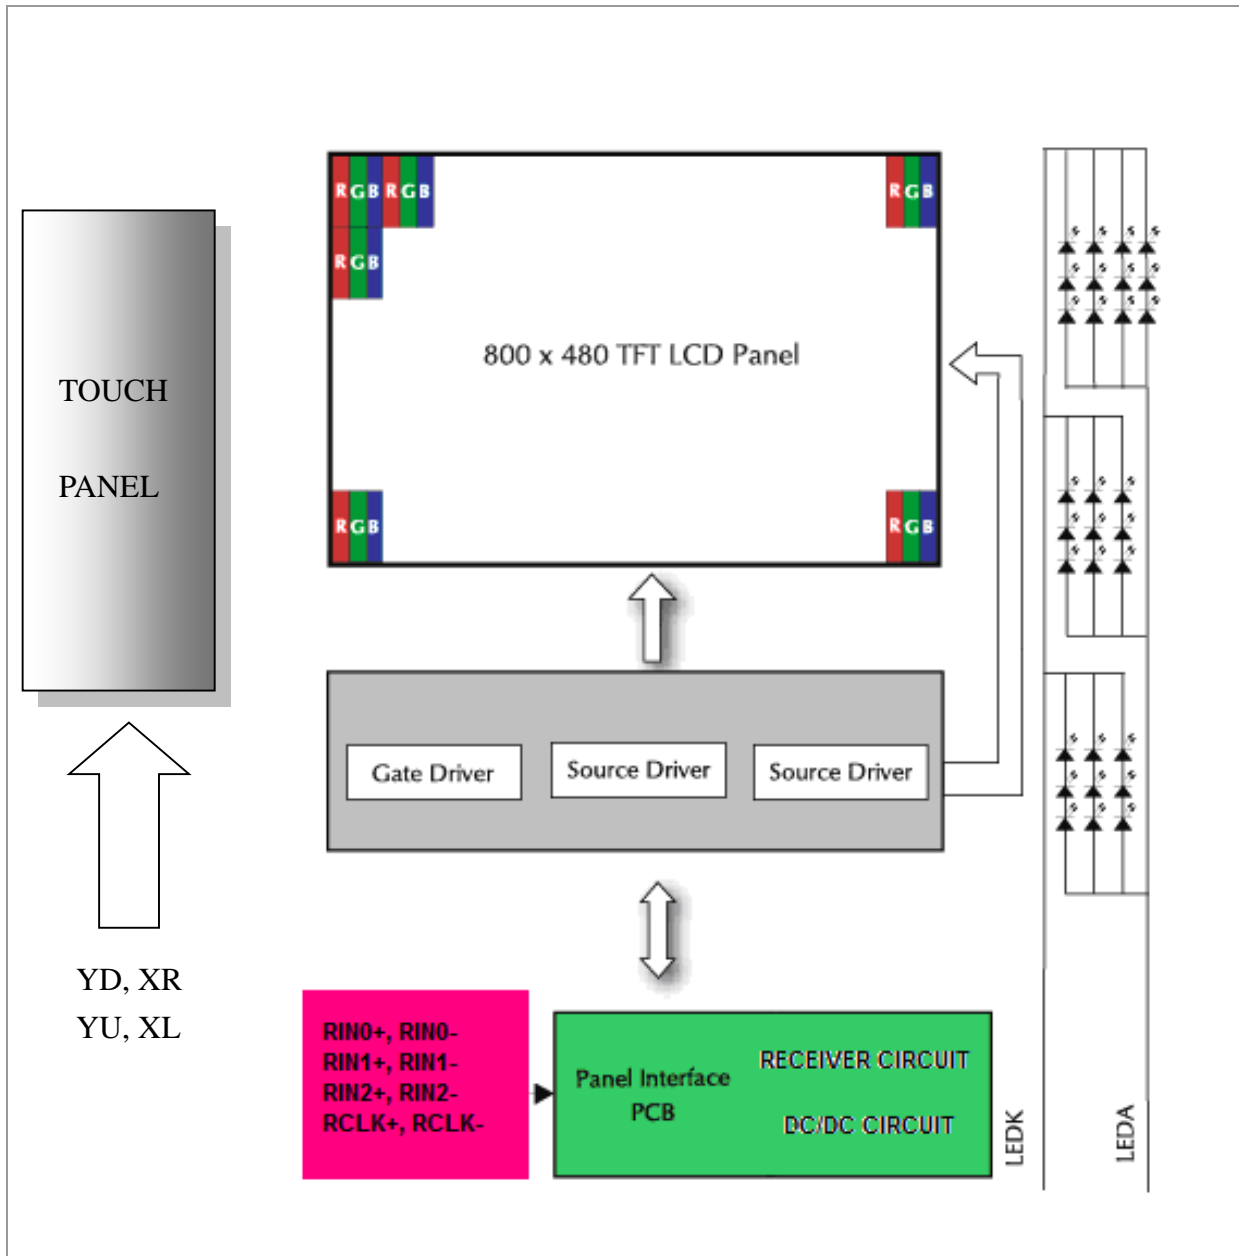 R G B R G B
R G B
R G B
800 x 480 TFT LCD Panel
R G B
R G B
TOUCH
PANEL
Gate Driver
Source Driver
Source Driver
YD, XR
YU, XL
RIN0+, RIN0-
RIN1+, RIN1-
RIN2+, RIN2-
RCLK+, RCLK-
Panel Interface
PCB
RECEIVER CIRCUIT
DC/DC CIRCUIT
LEDK
LEDA